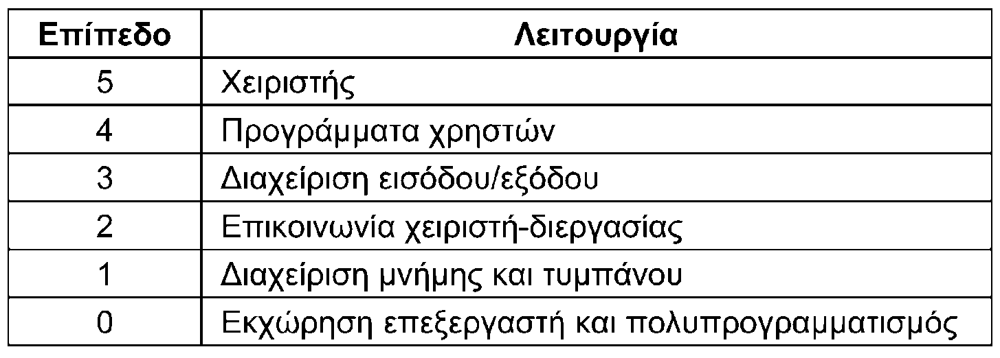 Επίπεδο Λειτουργία
5 Χειριστής
4 Προγράμματα χρηστών
3 Διαχείριση εισόδου/εξόδου
2 Επικοινωνία χειριστή-διεργασίας
1 Διαχείριση μνήμης και τυμπάνου
0 Εκχώρηση επεξεργαστή και πολυπρογραμματισμός